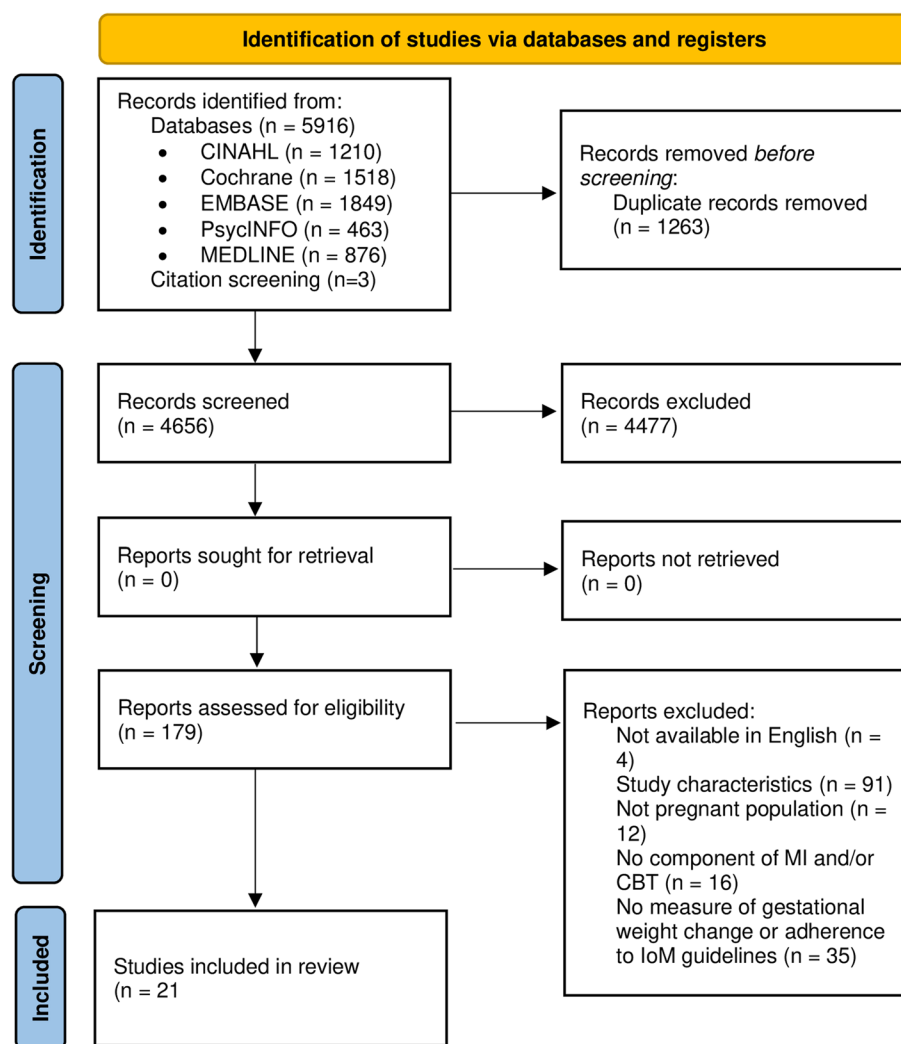 Identification of studies via databases and registers
Identification
Records identified from:
Databases (n = 5916)
• CINAHL (n = 1210)
• Cochrane (n = 1518)
• EMBASE (n = 1849)
• PsycINFO (n = 463)
• MEDLINE (n = 876)
Citation screening (n=3)
Records removed before
screening:
Duplicate records removed
(n = 1263)
Screening
Records screened
(n = 4656)
Records excluded
(n = 4477)
Reports sought for retrieval
(n = 0)
Reports not retrieved
(n = 0)
Reports assessed for eligibility
(n = 179)
Reports excluded:
Not available in English (n =
4)
Study characteristics (n = 91)
Not pregnant population (n =
12)
No component of MI and/or
CBT (n = 16)
No measure of gestational
weight change or adherence
to IoM guidelines (n = 35)
Included
Studies included in review
(n = 21